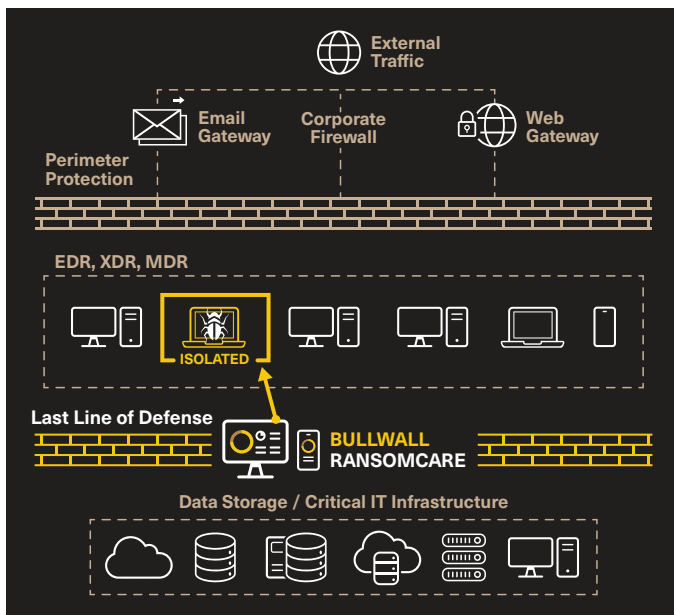 External
Traffic
Email
Gateway
Corporate
Firewall
Web
Gateway
Perimeter
Protection
EDR, XDR, MDR
ISOLATED
Last Line of Defense
BULLWALL
RANSOMCARE
Data Storage / Critical IT Infrastructure